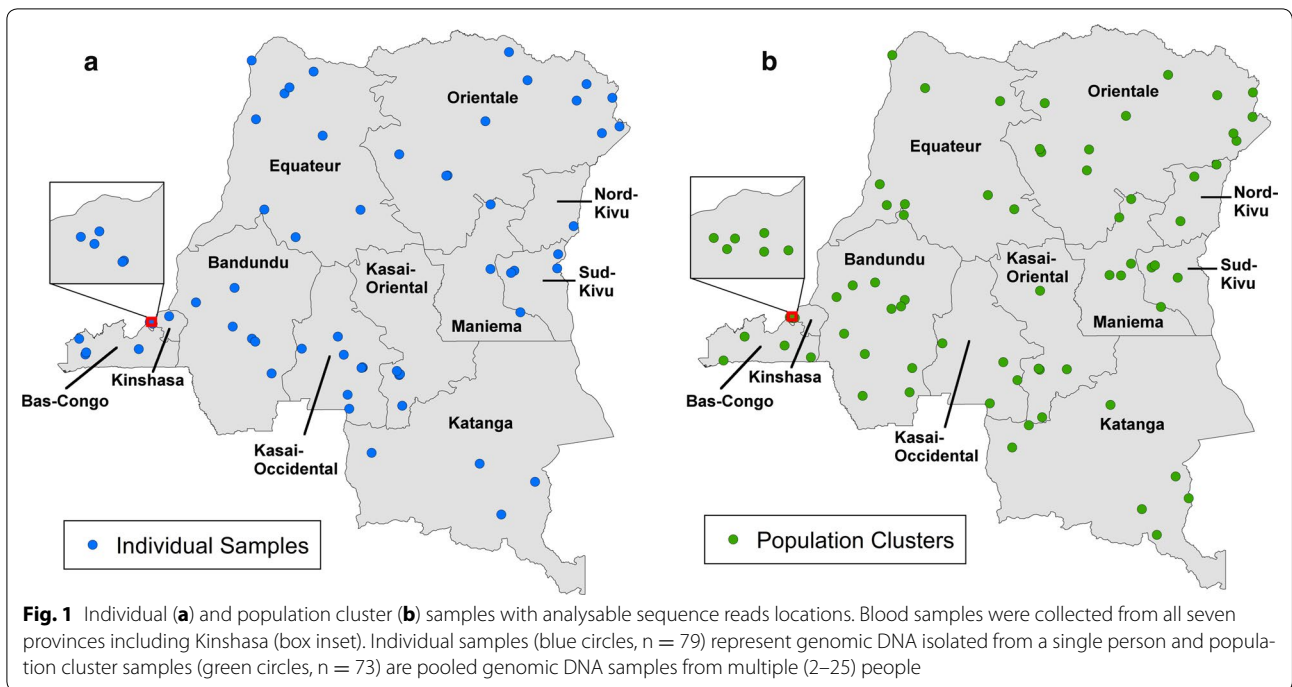 a
Orientale
Equateur
Nord-
Kivu
Bandundu
Kasai-
Oriental
Sud-
Kivu
Maniema
Kinshasa
Bas-Congo
Katanga
Kasai-
Occidental
Individual Samples
b
Orientale
Equateur
Nord-
Kivu
Bandundu
Kasai-
Oriental
Sud-
Kivu
Maniema
Kinshasa
Bas-Congo
Katanga
Kasai-
Occidental
Population Clusters
Fig. 1 Individual (a) and population cluster (b) samples with analysable sequence reads locations. Blood samples were collected from all seven
provinces including Kinshasa (box inset). Individual samples (blue circles, n = 79) represent genomic DNA isolated from a single person and popula-
tion cluster samples (green circles, n = 73) are pooled genomic DNA samples from multiple (2–25) people